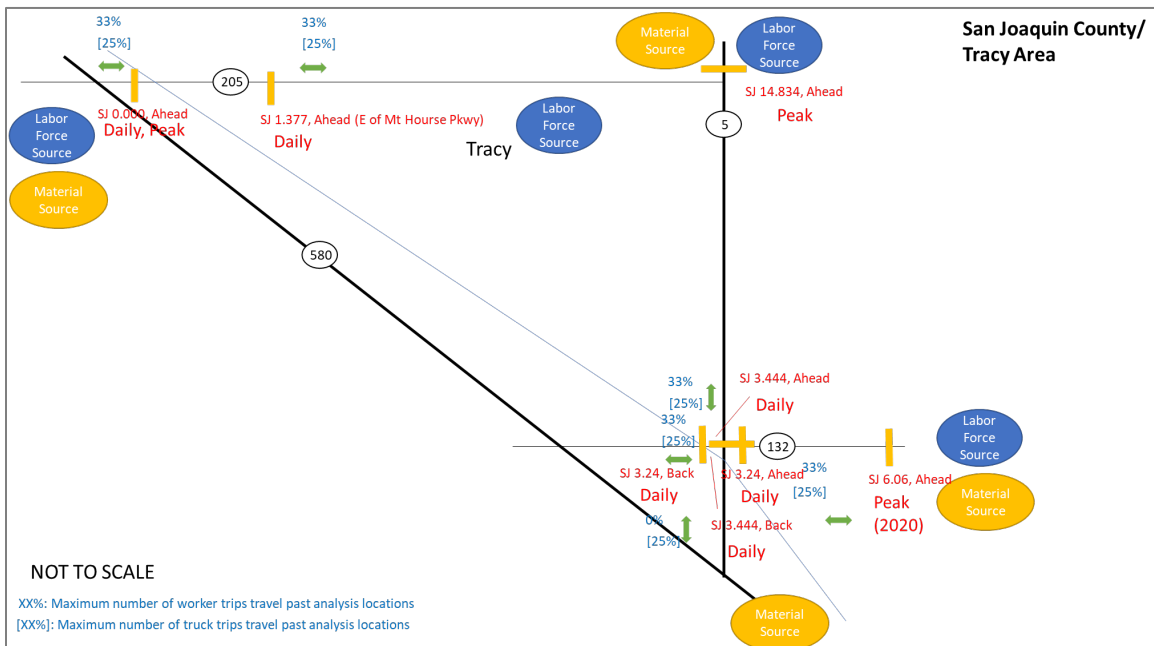 San Joaquin County/
Tracy Area
33%
[25%]
33%
[25%]
Material
Source
Labor
Force
Source
205
SJ 0.000, Ahead
Daily, Peak
SJ 1.377, Ahead (E of Mt Hourse Pkwy)
Daily
SJ 14.834, Ahead
Peak
5
Labor
Force
Source
Tracy
Labor
Force
Source
Material
Source
580
33%
[25%]
SJ 3.444, Ahead
Daily
33%
[25%]
132
Labor
Force
Source
SJ 3.24, Back
Daily
SJ 3.24, Ahead
Daily
33%
[25%]
SJ 6.06, Ahead
Peak
(2020)
Material
Source
0%
[25%]
SJ 3.444, Back
Daily
NOT TO SCALE
XX%: Maximum number of worker trips travel past analysis locations
[XX%]: Maximum number of truck trips travel past analysis locations
Material
Source